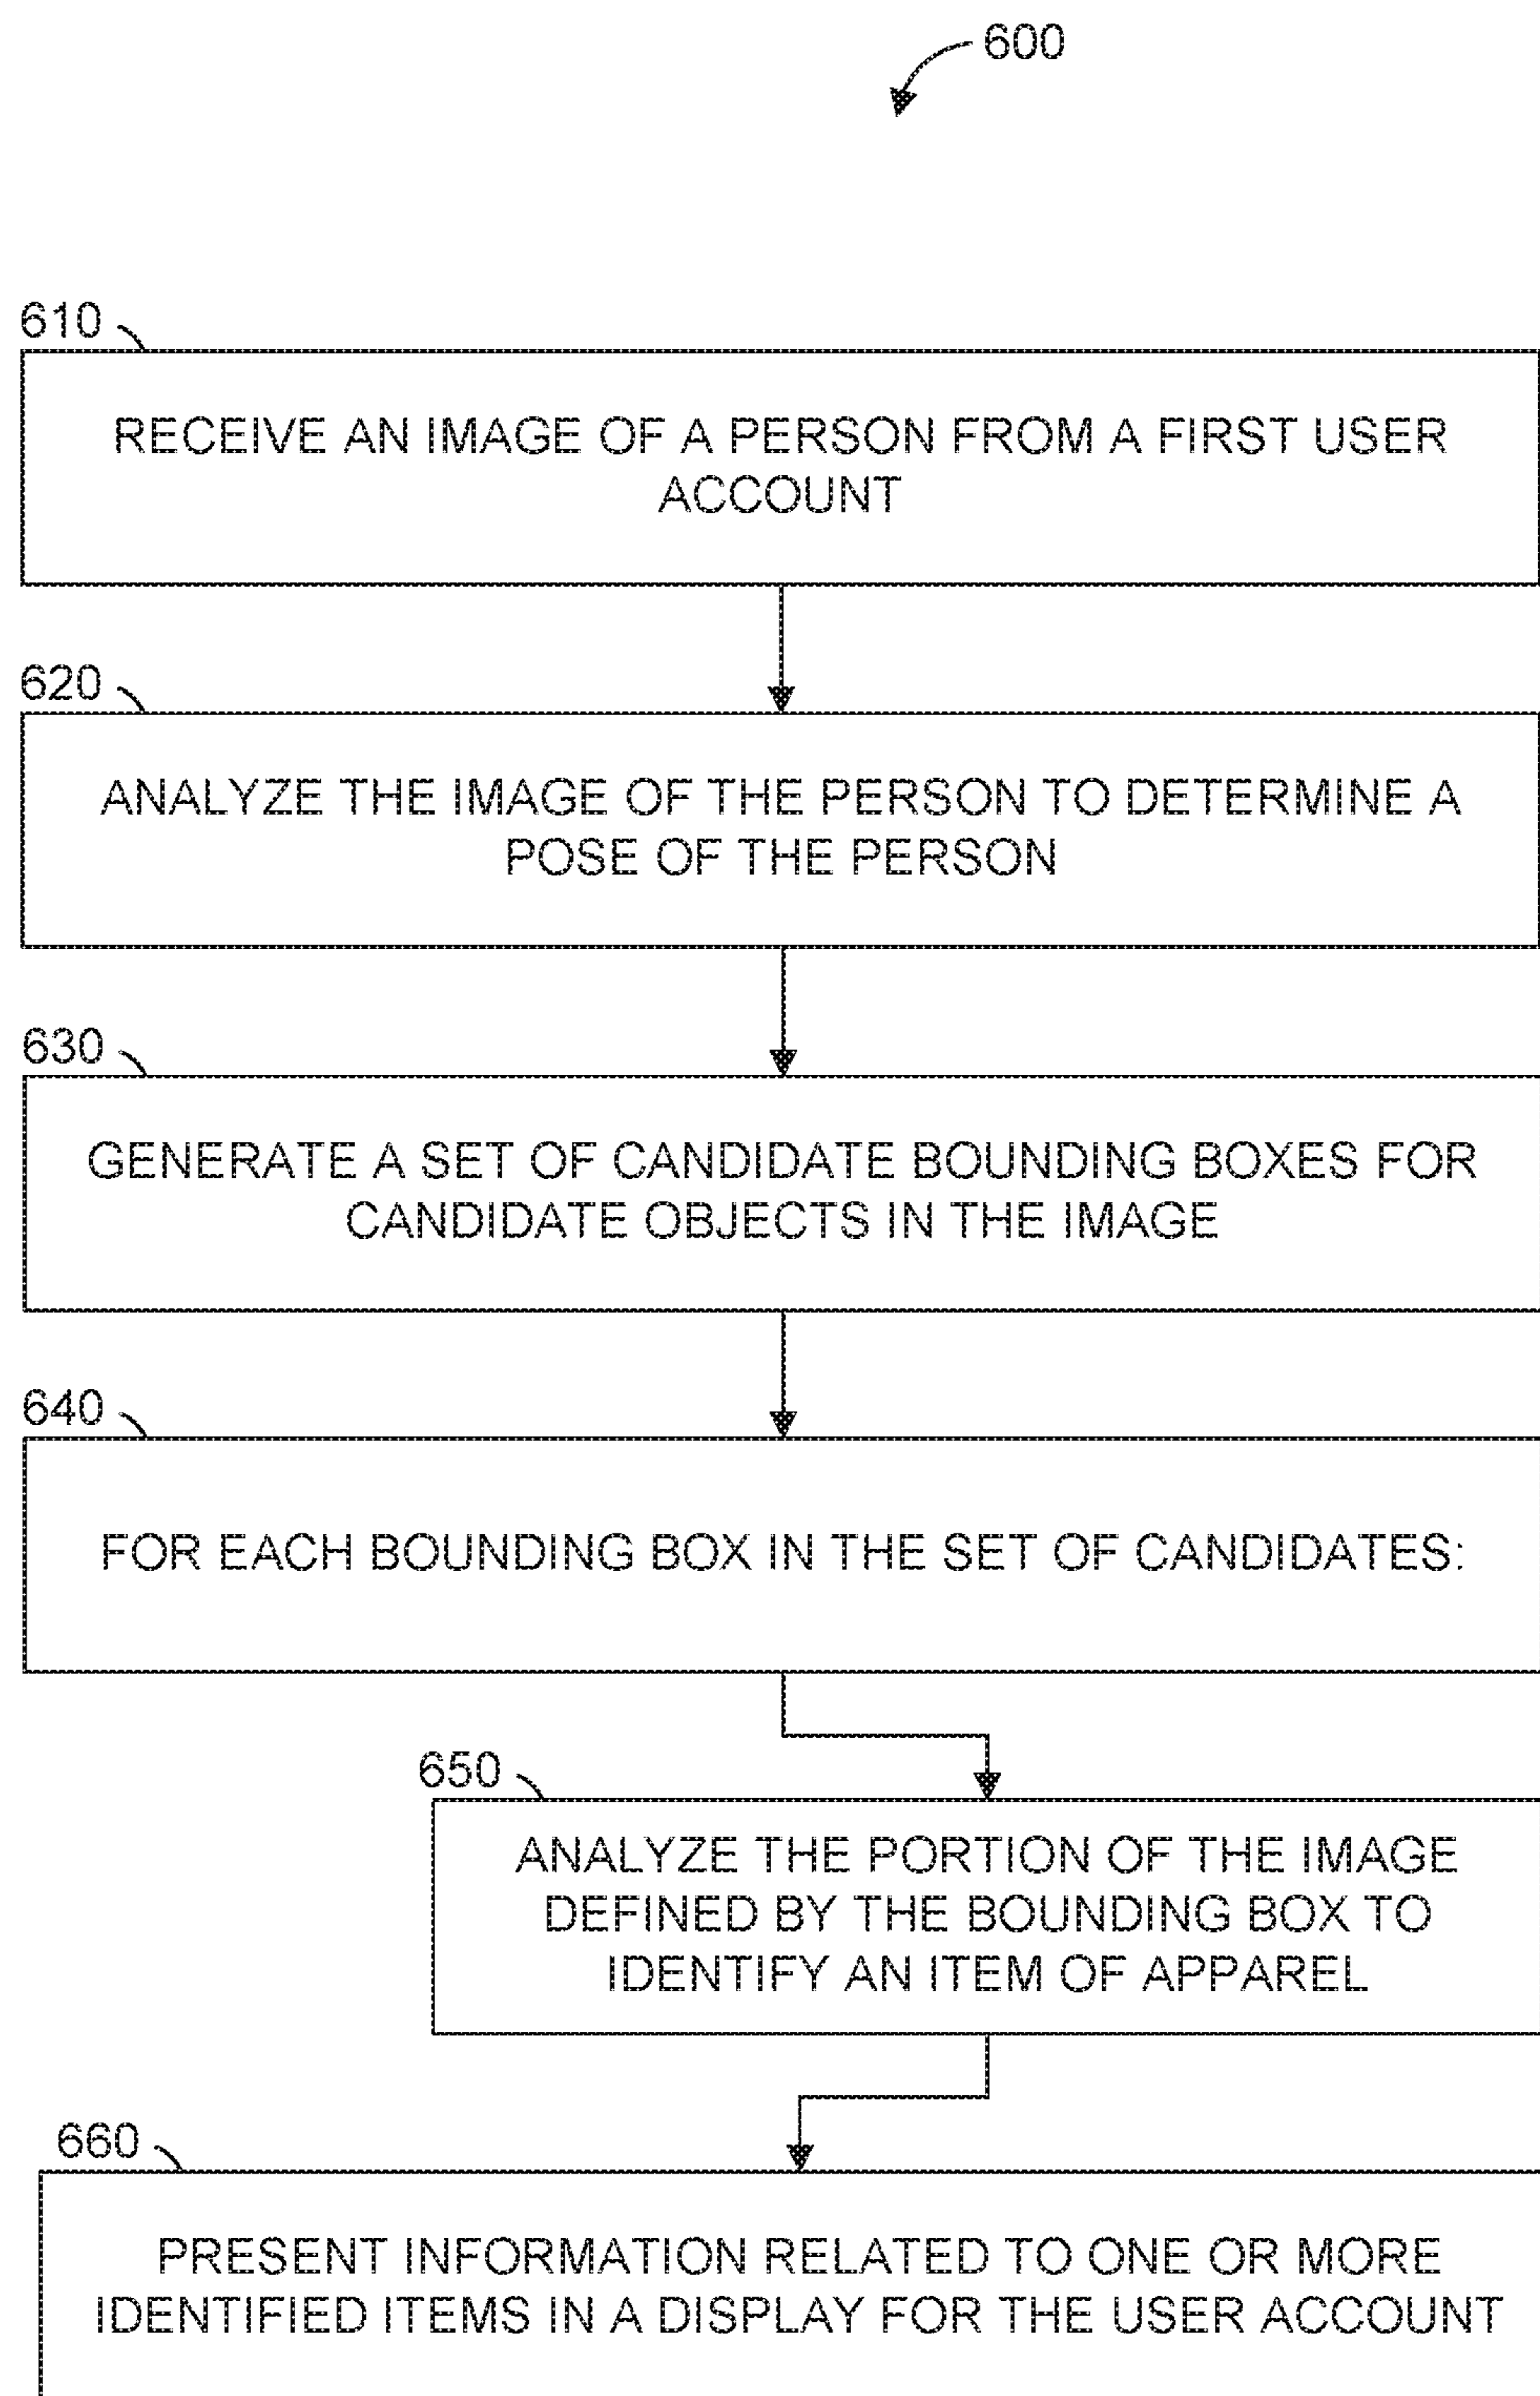 600
610
RECEIVE AN IMAGE OF A PERSON FROM A FIRST USER
ACCOUNT
620
ANALYZE THE IMAGE OF THE PERSON TO DETERMINE A
POSE OF THE PERSON
630
GENERATE A SET OF CANDIDATE BOUNDING BOXES FOR
CANDIDATE OBJECTS IN THE IMAGE
640
FOR EACH BOUNDING BOX IN THE SET OF CANDIDATES:
650
ANALYZE THE PORTION OF THE IMAGE
DEFINED BY THE BOUNDING BOX TO
IDENTIFY AN ITEM OF APPAREL
660
PRESENT INFORMATION RELATED TO ONE OR MORE
IDENTIFIED ITEMS IN A DISPLAY FOR THE USER ACCOUNT